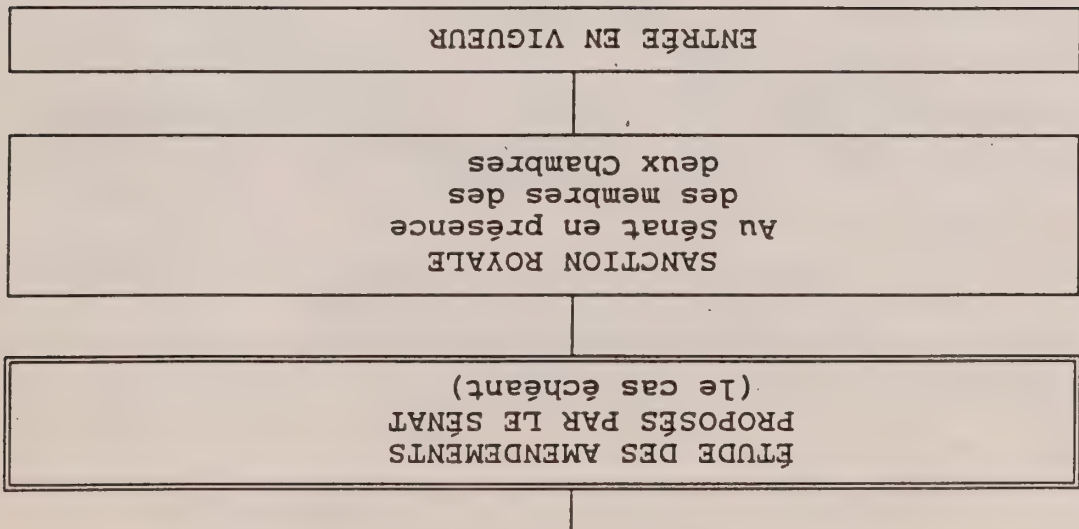 ÉTUDE DES AMENDEMENTS
PROPOSÉS PAR LE SÉNAT
(le cas échéant)
SANCTION ROYALE
Au Sénat en présence
des membres des
deux Chambres
ENTRÉE EN VIGUEUR